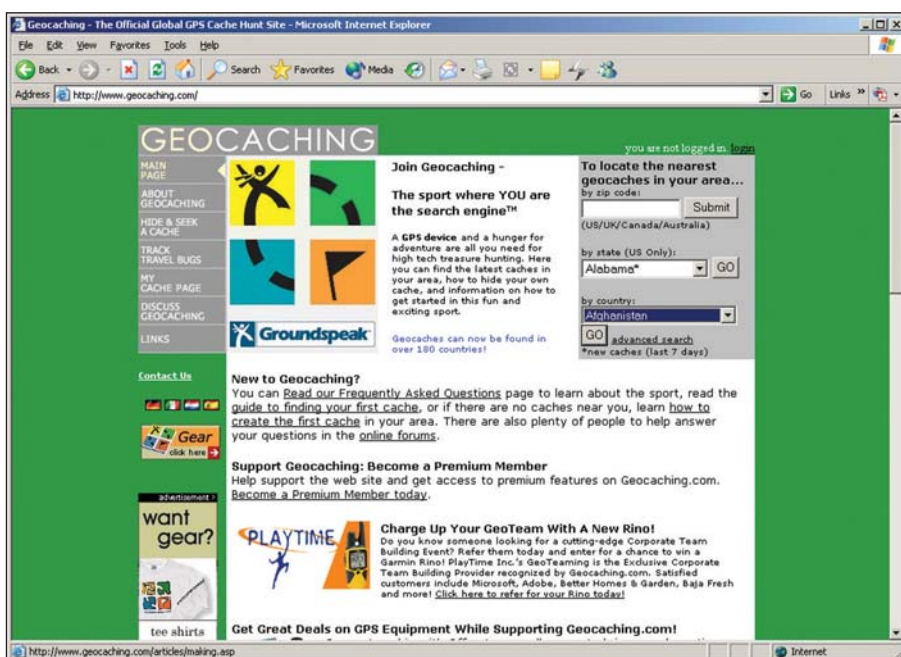 Geocaching - The Official Global GPS Cache Hunt Site - Microsoft Internet Explorer
File Edit View Favorites Tools Help
Back Search Favorites Media
Address http://www.geocaching.com/ Go Links »
GEOCACHING
you are not logged in. login
MAIN
PAGE
ABOUT
GEOCACHING
HIDE & SEEK
A CACHE
TRACK
TRAVEL BUGS
MY
CACHE PAGE
DISCUSS
GEOCACHING
LINKS
Groundspeak
Join Geocaching -
The sport where YOU are
the search engine™
A GPS device and a hunger for
adventure are all you need for
high tech treasure hunting. Here
you can find the latest caches in
your area, how to hide your own
cache, and information on how to
get started in this fun and
exciting sport.
Geocaches can now be found in
over 180 countries!
To locate the nearest
geocaches in your area...
by zip code:
Submit
(US/UK/Canada/Australia)
by state (US Only):
Alabama* GO
by country:
Afghanistan
GO advanced search
*new caches (last 7 days)
Contact Us
Gear
click here
advertisement >
want
gear?
tee shirts
New to Geocaching?
You can Read our Frequently Asked Questions page to learn about the sport, read the
guide to finding your first cache, or if there are no caches near you, learn how to
create the first cache in your area. There are also plenty of people to help answer
your questions in the online forums.
Support Geocaching: Become a Premium Member
Help support the web site and get access to premium features on Geocaching.com.
Become a Premium Member today.
PLAYTIME
Charge Up Your GeoTeam With A New Rino!
Do you know someone looking for a cutting-edge Corporate Team
Building Event? Refer them today and enter for a chance to win a
Garmin Rino! PlayTime Inc.'s GeoTeaming is the Exclusive Corporate
Team Building Provider recognized by Geocaching.com. Satisfied
customers include Microsoft, Adobe, Better Homes & Garden, Baja Fresh
and more! Click here to refer for your Rino today!
Get Great Deals on GPS Equipment While Supporting Geocaching.com!
http://www.geocaching.com/articles/making.asp Internet